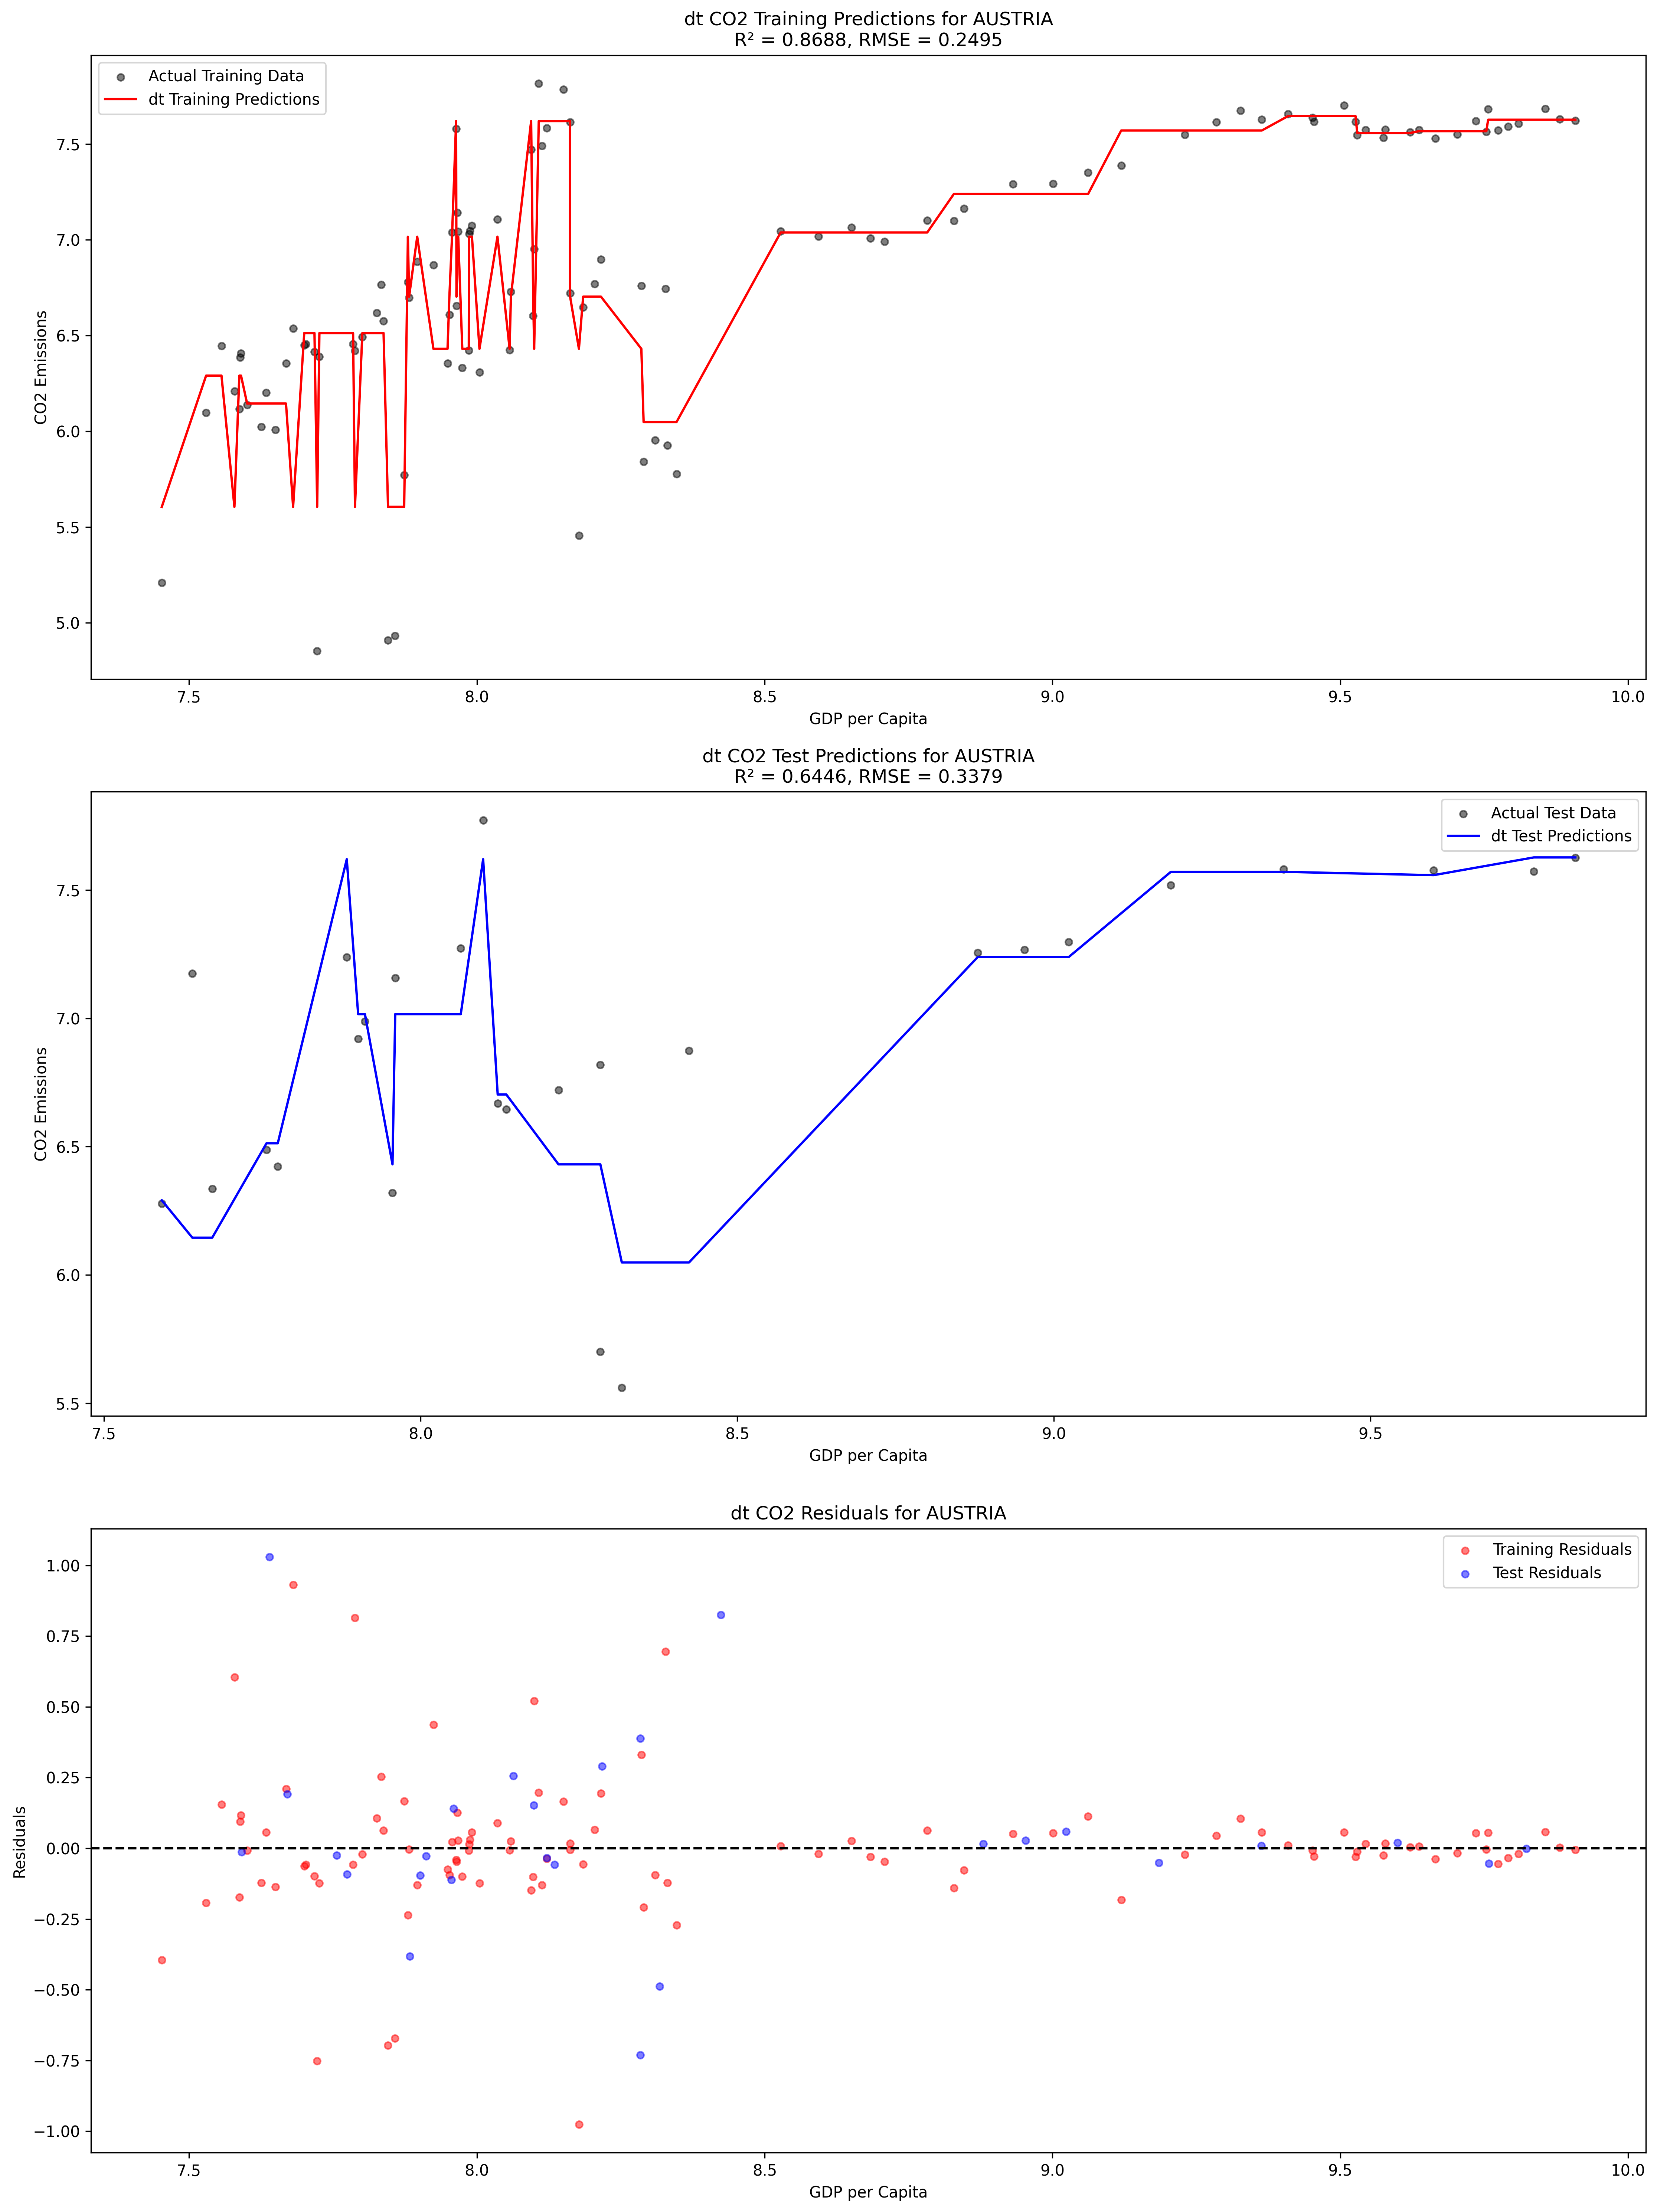 dt CO2 Training Predictions for AUSTRIA
R² = 0.8688, RMSE = 0.2495
Actual Training Data
dt Training Predictions
CO2 Emissions
7.5
7.0
6.5
6.0
5.5
5.0
7.5 8.0 8.5 9.0 9.5 10.0
GDP per Capita
dt CO2 Test Predictions for AUSTRIA
R² = 0.6446, RMSE = 0.3379
Actual Test Data
dt Test Predictions
CO2 Emissions
7.5
7.0
6.5
6.0
5.5
7.5 8.0 8.5 9.0 9.5
GDP per Capita
dt CO2 Residuals for AUSTRIA
Training Residuals
Test Residuals
Residuals
1.00
0.75
0.50
0.25
0.00
−0.25
−0.50
−0.75
−1.00
7.5 8.0 8.5 9.0 9.5 10.0
GDP per Capita